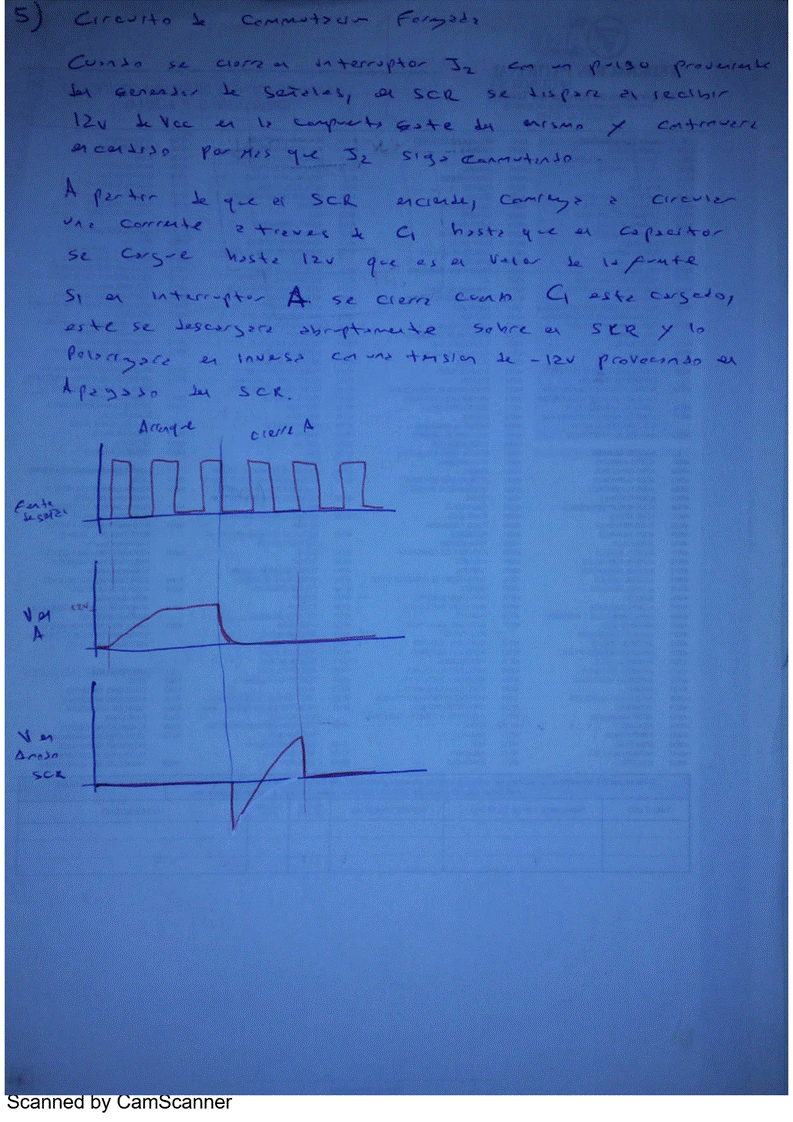 5) Circuito de Conmutacion Forzada
Cuando se cierra el interruptor J2 con un pulso proveniente
del Generador de Señales, el SCR se dispara al recibir
12v de Vcc en la compuerta Gate del mismo y continuara
encendido por mas que J2 siga conmutando.
A partir de que el SCR enciende, comienza a circular
una corriente a traves de C1 hasta que el capacitor
se cargue hasta 12v que es el valor de la fuente
Si el interruptor A se cierra cuando C1 este cargado,
este se descargara abruptamente sobre el SCR y lo
Polarizara en inversa con una tension de -12v provocando el
Apagado del SCR.
Arranque cierre A
Fuente
V en
A
12v
V en
Anodo
SCR
Scanned by CamScanner